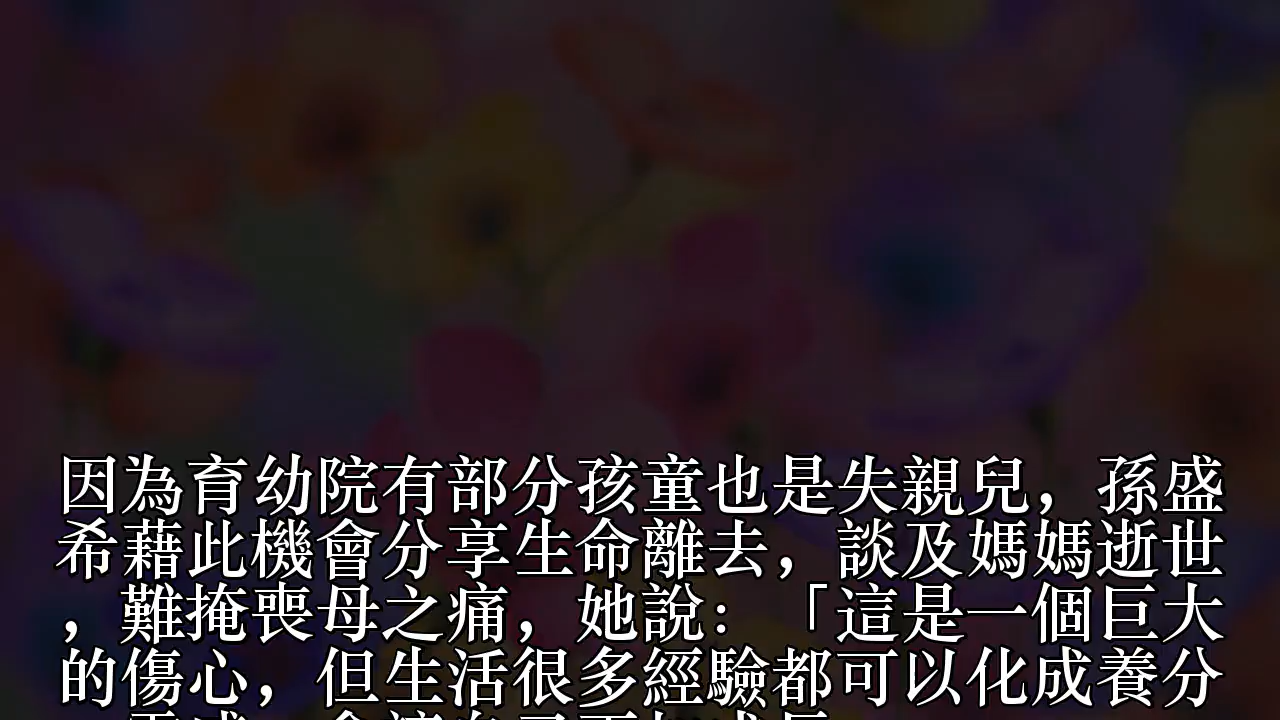 因為育幼院有部分孩童也是失親兒，孫盛
希藉此機會分享生命離去，談及媽媽逝世
，難掩喪母之痛，她說：「這是一個巨大
的傷心，但生活很多經驗都可以化成養分